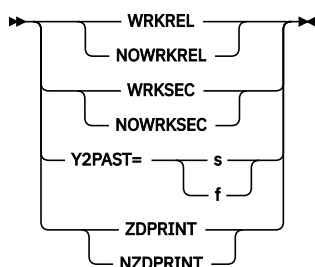 WRKREL
NOWRKREL
WRKSEC
NOWRKSEC
Y2PAST= s
f
ZDPRINT
NZDPRINT